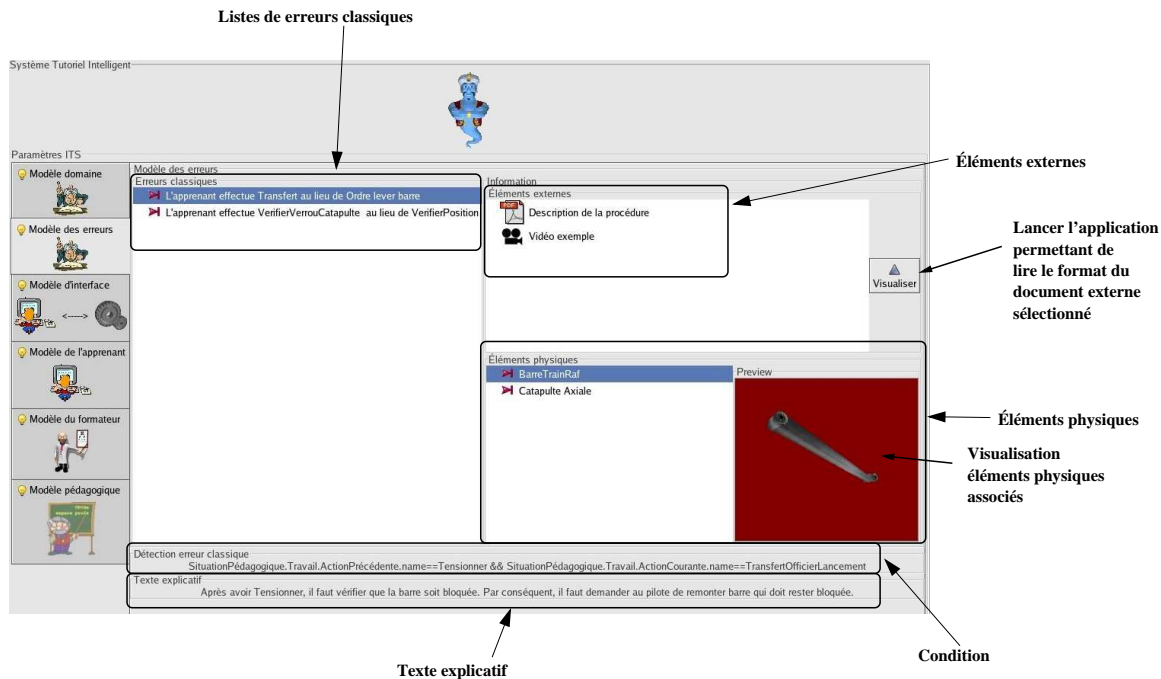 Listes de erreurs classiques
Système Tutoriel Intelligent
Paramètres ITS
Modèle domaine
Modèle des erreurs
Modèle d'interface
<----->
Modèle de l'apprenant
Modèle du formateur
Modèle pédagogique
Modèle des erreurs
Erreurs classiques
L'apprenant effectue Transfert au lieu de Ordre lever barre
L'apprenant effectue VerifierVerrouCatapulte au lieu de VerifierPosition
Information
Éléments externes
PDF
Description de la procédure
Vidéo exemple
Visualiser
Éléments physiques
BarreTrainRaf
Catapulte Axiale
Preview
Détection erreur classique
SituationPédagogique.Travail.ActionPrécédente.name==Tensionner && SituationPédagogique.Travail.ActionCourante.name==TransfertOfficierLancement
Texte explicatif
Après avoir Tensionner, il faut vérifier que la barre soit bloquée. Par conséquent, il faut demander au pilote de remonter barre qui doit rester bloquée.
Éléments externes
Lancer l'application
permettant de
lire le format du
document externe
sélectionné
Éléments physiques
Visualisation
éléments physiques
associés
Condition
Texte explicatif